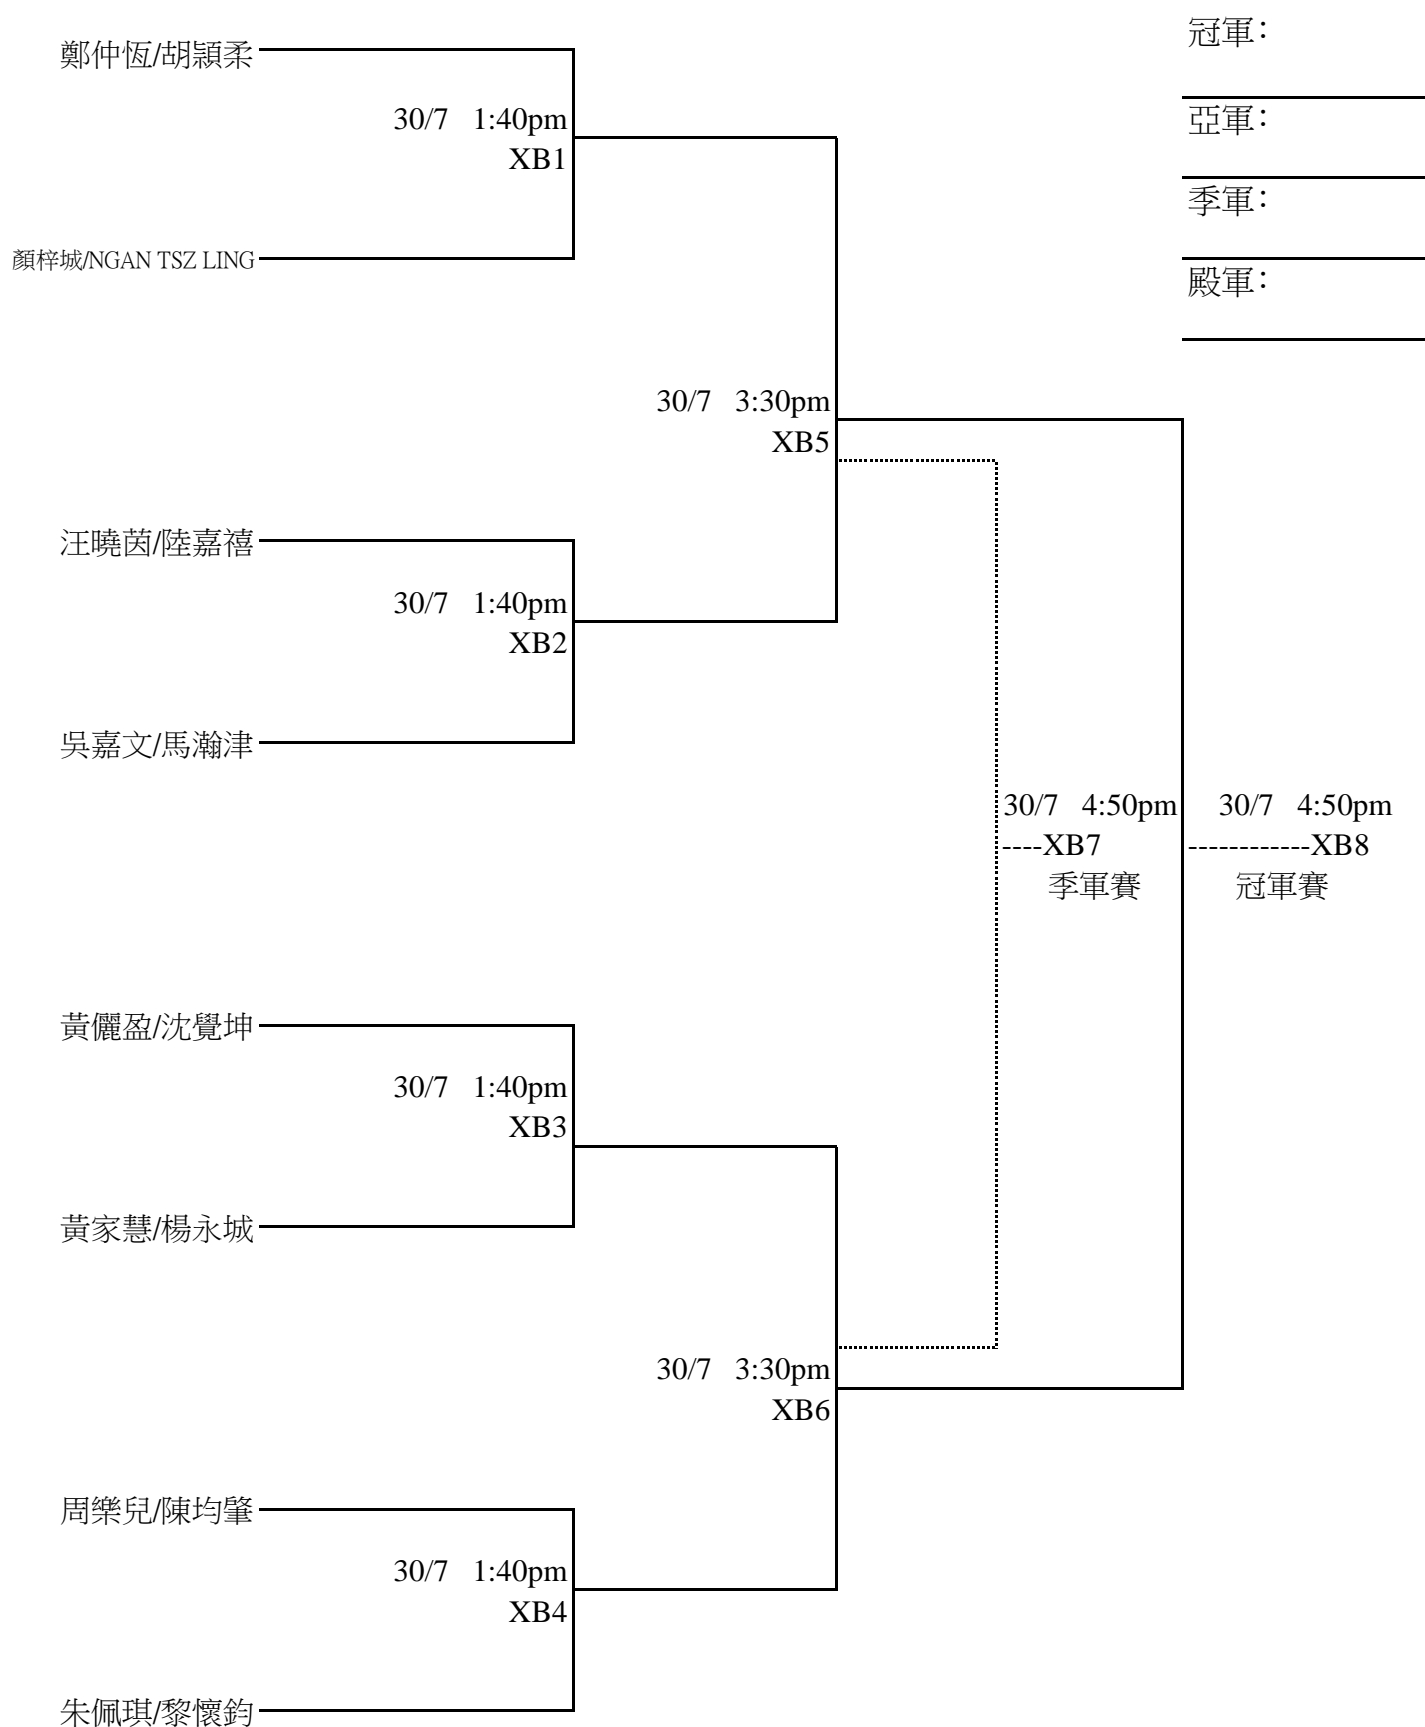 冠軍：
鄭仲恆/胡潁柔
30/7 1:40pm
亞軍：
XB1
季軍：
顏梓城/NGAN TSZ LING
殿軍：
30/7 3:30pm
XB5
汪曉茵/陸嘉禧
30/7 1:40pm
XB2
吳嘉文/馬瀚津
30/7 4:50pm 30/7 4:50pm
----XB7 ------------XB8
季軍賽 冠軍賽
黃儷盈/沈覺坤
30/7 1:40pm
XB3
黃家慧/楊永城
30/7 3:30pm
XB6
周樂兒/陳均肇
30/7 1:40pm
XB4
朱佩琪/黎懷鈞